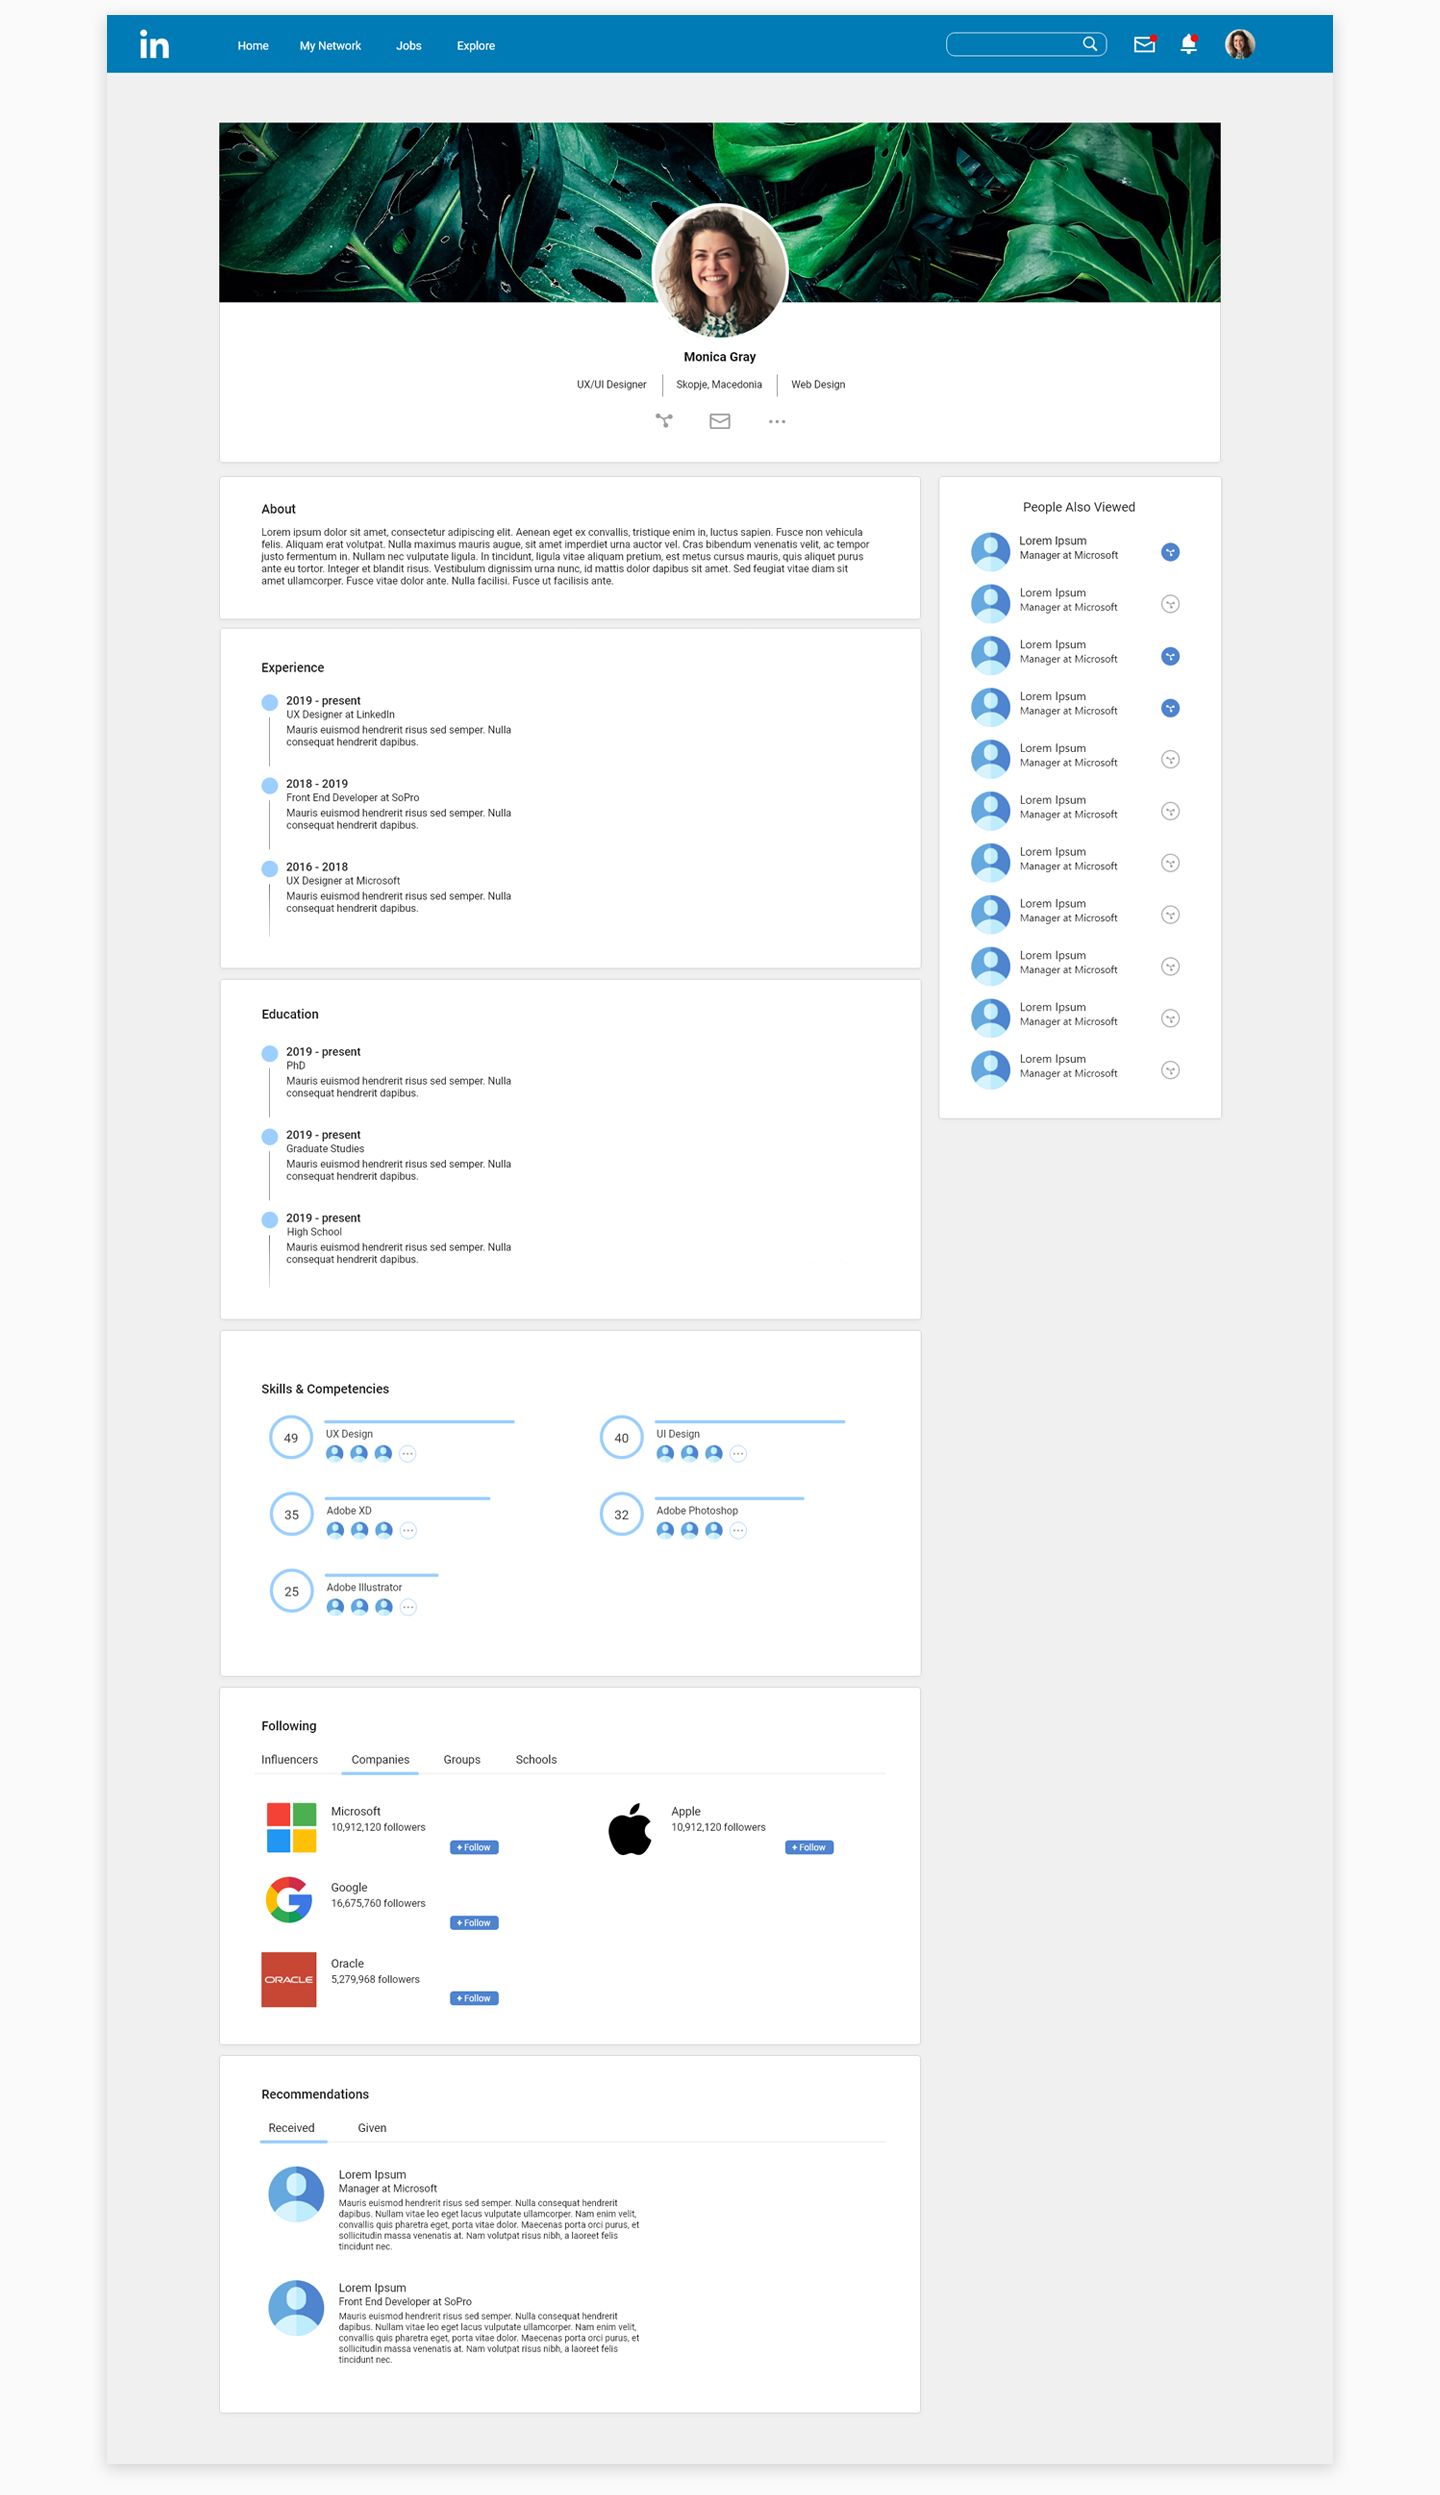 in
Home
My Network
Jobs
Explore
Monica Gray
UX/UI Designer
Skopje, Macedonia
Web Design
About
Lorem ipsum dolor sit amet, consectetur adipiscing elit. Aenean eget ex convallis, tristique enim in, luctus sapien. Fusce non vehicula
felis. Aliquam erat volutpat. Nulla maximus mauris augue, sit amet imperdiet urna auctor vel. Cras bibendum venenatis velit, ac tempor
justo fermentum in. Nullam nec vulputate ligula. In tincidunt, ligula vitae aliquam pretium, est metus cursus mauris, quis aliquet purus
ante eu tortor. Integer et blandit risus. Vestibulum dignissim urna nunc, id mattis dolor dapibus sit amet. Sed feugiat vitae diam sit
amet ullamcorper. Fusce vitae dolor ante. Nulla facilisi. Fusce ut facilisis ante.
Experience
2019 - present
UX Designer at LinkedIn
Mauris euismod hendrerit risus sed semper. Nulla
consequat hendrerit dapibus.
2018 - 2019
Front End Developer at SoPro
Mauris euismod hendrerit risus sed semper. Nulla
consequat hendrerit dapibus.
2016 - 2018
UX Designer at Microsoft
Mauris euismod hendrerit risus sed semper. Nulla
consequat hendrerit dapibus.
Education
2019 - present
PhD
Mauris euismod hendrerit risus sed semper. Nulla
consequat hendrerit dapibus.
2019 - present
Graduate Studies
Mauris euismod hendrerit risus sed semper. Nulla
consequat hendrerit dapibus.
2019 - present
High School
Mauris euismod hendrerit risus sed semper. Nulla
consequat hendrerit dapibus.
Skills & Competencies
49
UX Design
40
UI Design
35
Adobe XD
32
Adobe Photoshop
25
Adobe Illustrator
Following
Influencers
Companies
Groups
Schools
Microsoft
10,912,120 followers
+ Follow
Apple
10,912,120 followers
+ Follow
Google
16,675,760 followers
+ Follow
ORACLE
Oracle
5,279,968 followers
+ Follow
Recommendations
Received
Given
Lorem Ipsum
Manager at Microsoft
Mauris euismod hendrerit risus sed semper. Nulla consequat hendrerit
dapibus. Nullam vitae leo eget lacus vulputate ullamcorper. Nam enim velit,
convallis quis pharetra eget, porta vitae dolor. Maecenas porta orci purus, et
sollicitudin massa venenatis at. Nam volutpat risus nibh, a laoreet felis
tincidunt nec.
Lorem Ipsum
Front End Developer at SoPro
Mauris euismod hendrerit risus sed semper. Nulla consequat hendrerit
dapibus. Nullam vitae leo eget lacus vulputate ullamcorper. Nam enim velit,
convallis quis pharetra eget, porta vitae dolor. Maecenas porta orci purus, et
sollicitudin massa venenatis at. Nam volutpat risus nibh, a laoreet felis
tincidunt nec.
People Also Viewed
Lorem Ipsum
Manager at Microsoft
Lorem Ipsum
Manager at Microsoft
Lorem Ipsum
Manager at Microsoft
Lorem Ipsum
Manager at Microsoft
Lorem Ipsum
Manager at Microsoft
Lorem Ipsum
Manager at Microsoft
Lorem Ipsum
Manager at Microsoft
Lorem Ipsum
Manager at Microsoft
Lorem Ipsum
Manager at Microsoft
Lorem Ipsum
Manager at Microsoft
Lorem Ipsum
Manager at Microsoft